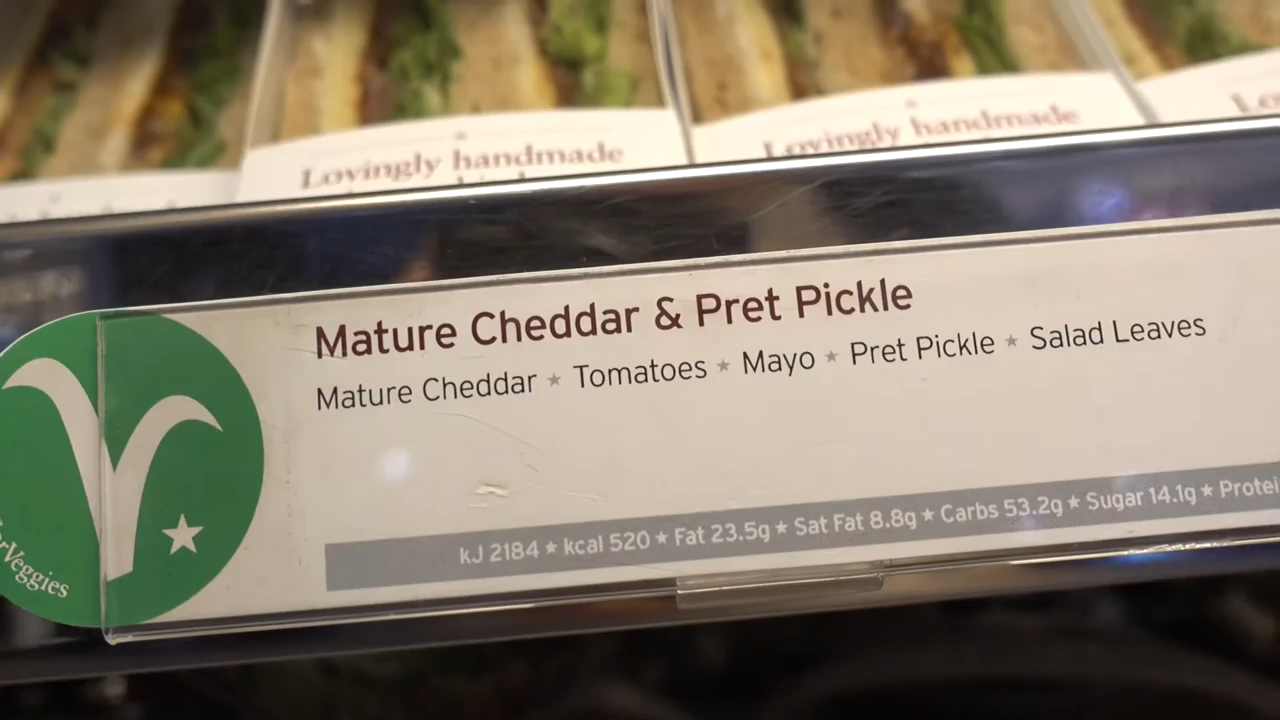 Lovingly handmade
Lovingly handmade
Mature Cheddar & Pret Pickle
Mature Cheddar ★ Tomatoes ★ Mayo ★ Pret Pickle ★ Salad Leaves
kJ 2184 ★ kcal 520 ★ Fat 23.5g ★ Sat Fat 8.8g ★ Carbs 53.2g ★ Sugar 14.1g ★ Protei
Veggies